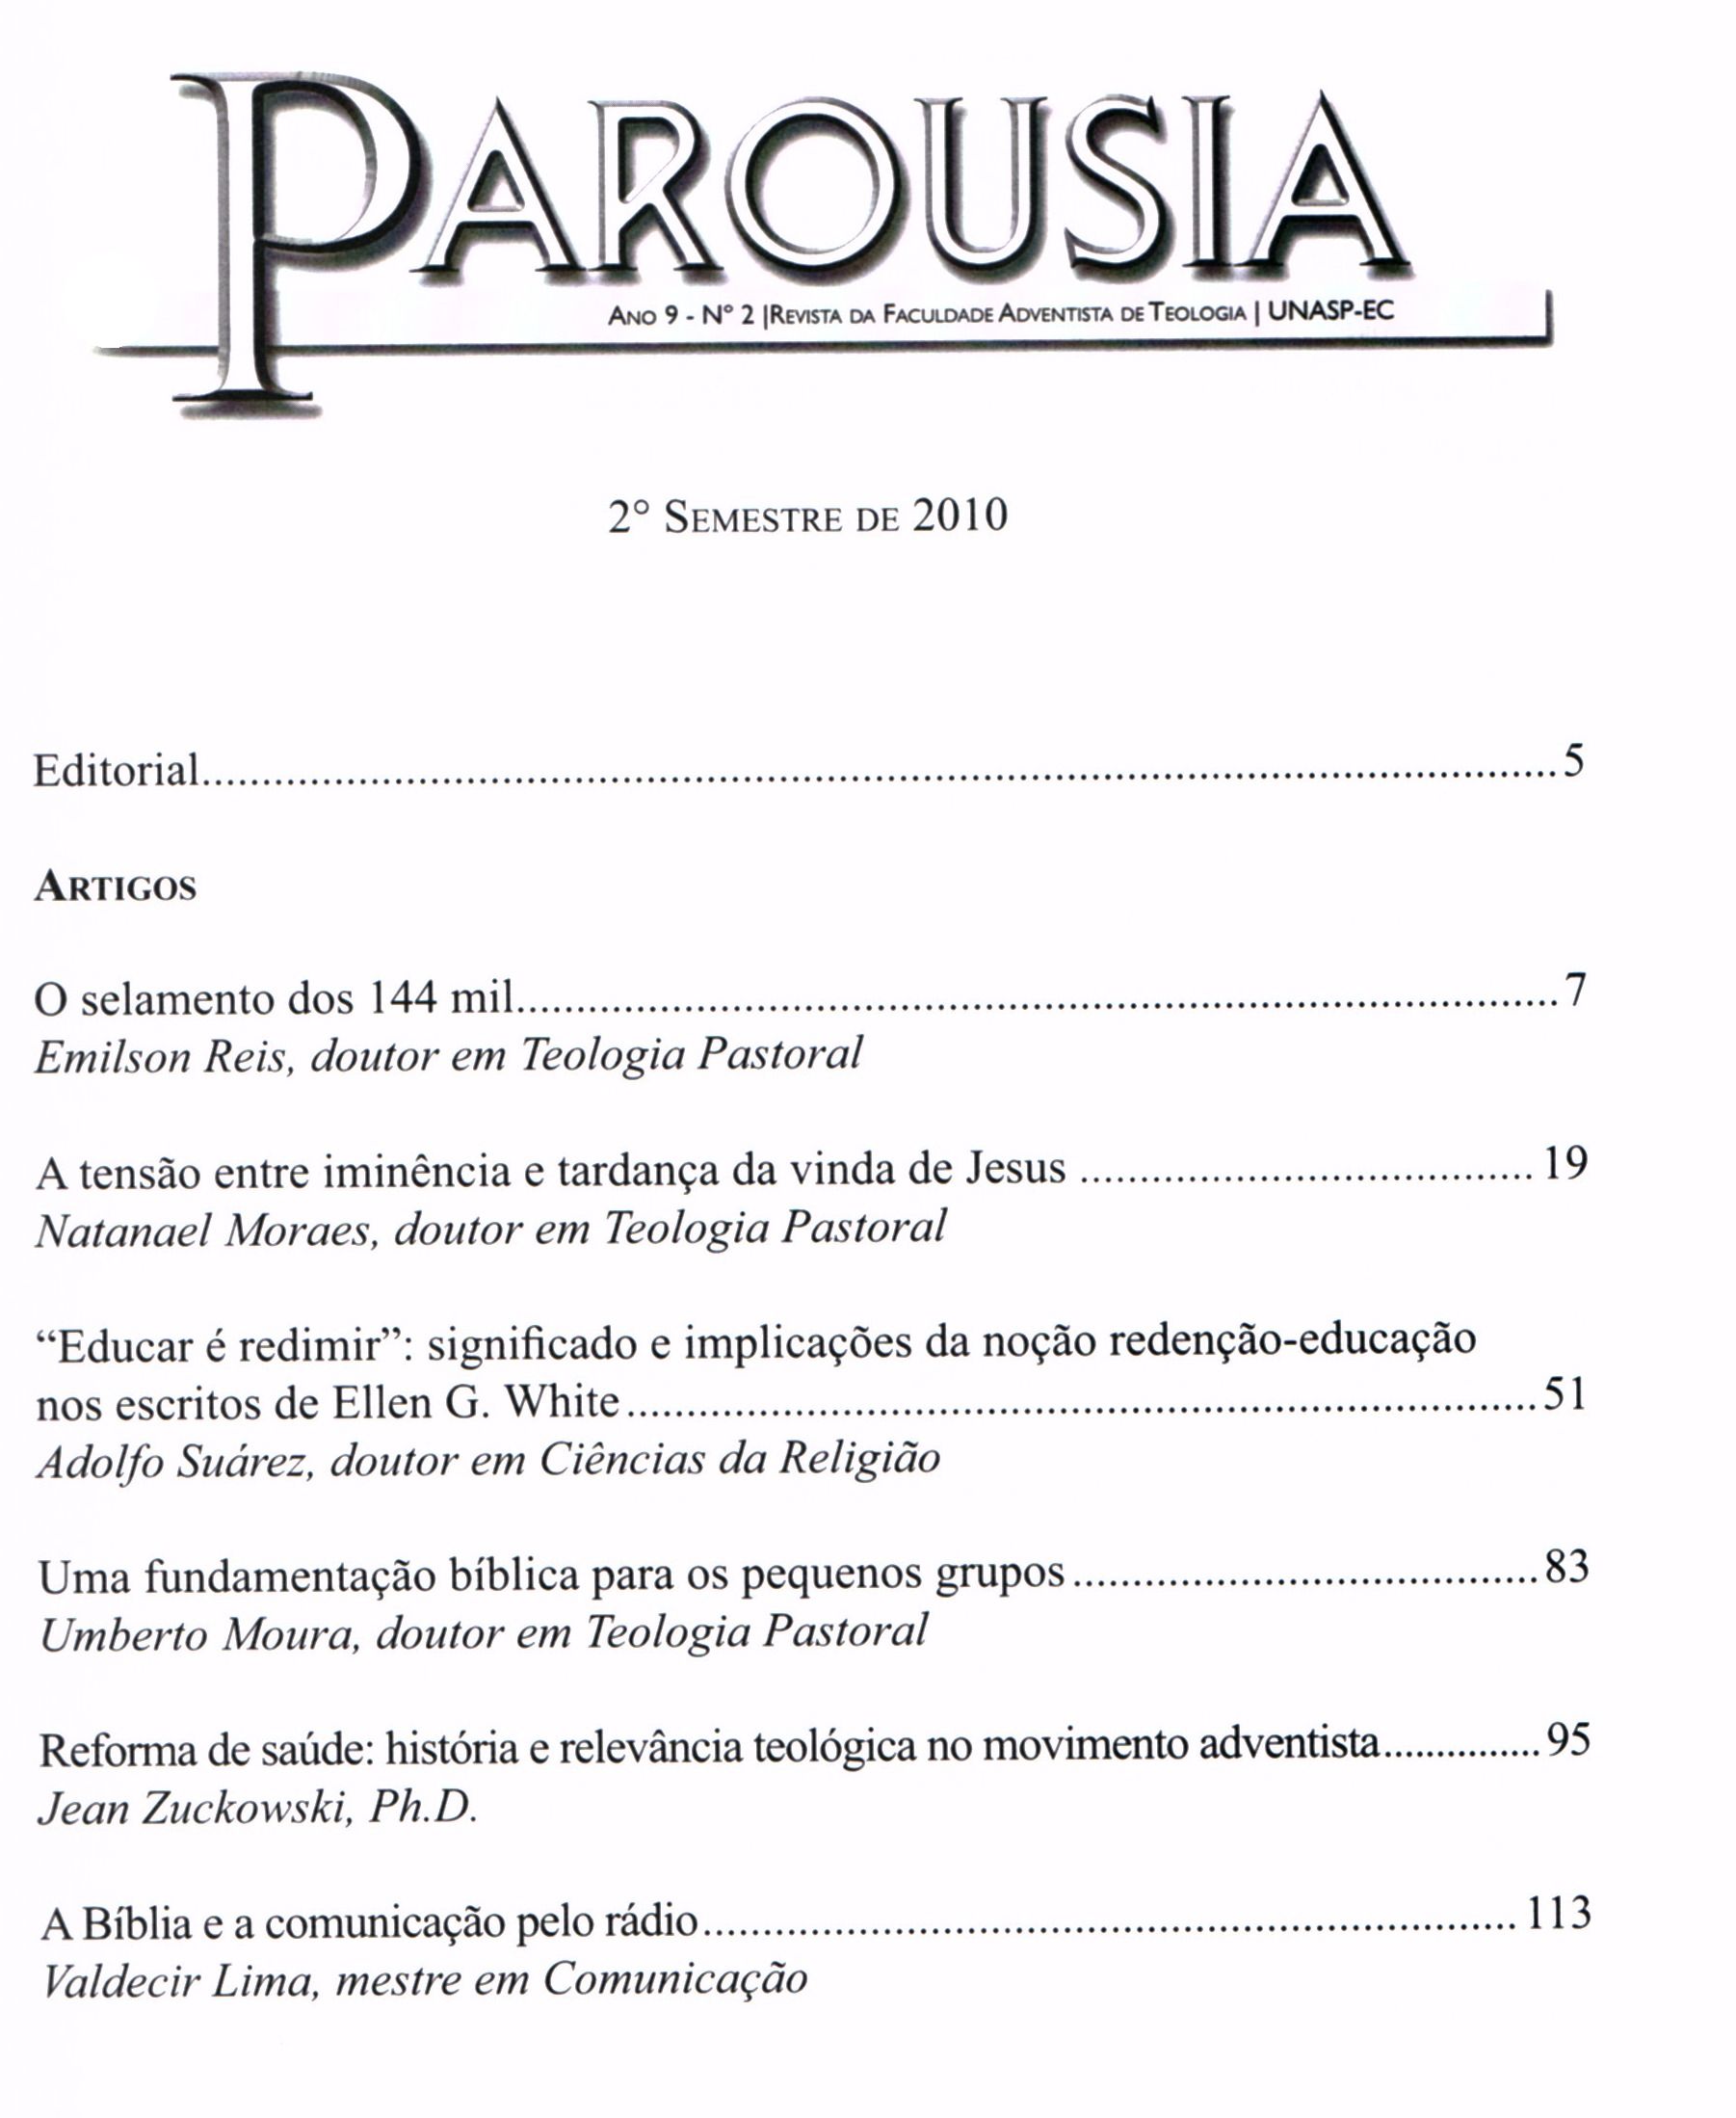 PAROUSIA
ANO 9 - Nº 2 |REVISTA DA FACULDADE ADVENTISTA DE TEOLOGIA | UNASP-EC
2° SEMESTRE DE 2010
Editorial....................5
ARTIGOS
O selamento dos 144 mil....................7
Emilson Reis, doutor em Teologia Pastoral
A tensão entre iminência e tardança da vinda de Jesus .................... 19
Natanael Moraes, doutor em Teologia Pastoral
“Educar é redimir”: significado e implicações da noção redenção-educação
nos escritos de Ellen G. White....................51
Adolfo Suárez, doutor em Ciências da Religião
Uma fundamentação bíblica para os pequenos grupos....................83
Umberto Moura, doutor em Teologia Pastoral
Reforma de saúde: história e relevância teológica no movimento adventista...............95
Jean Zuckowski, Ph.D.
A Bíblia e a comunicação pelo rádio.................... 113
Valdecir Lima, mestre em Comunicação